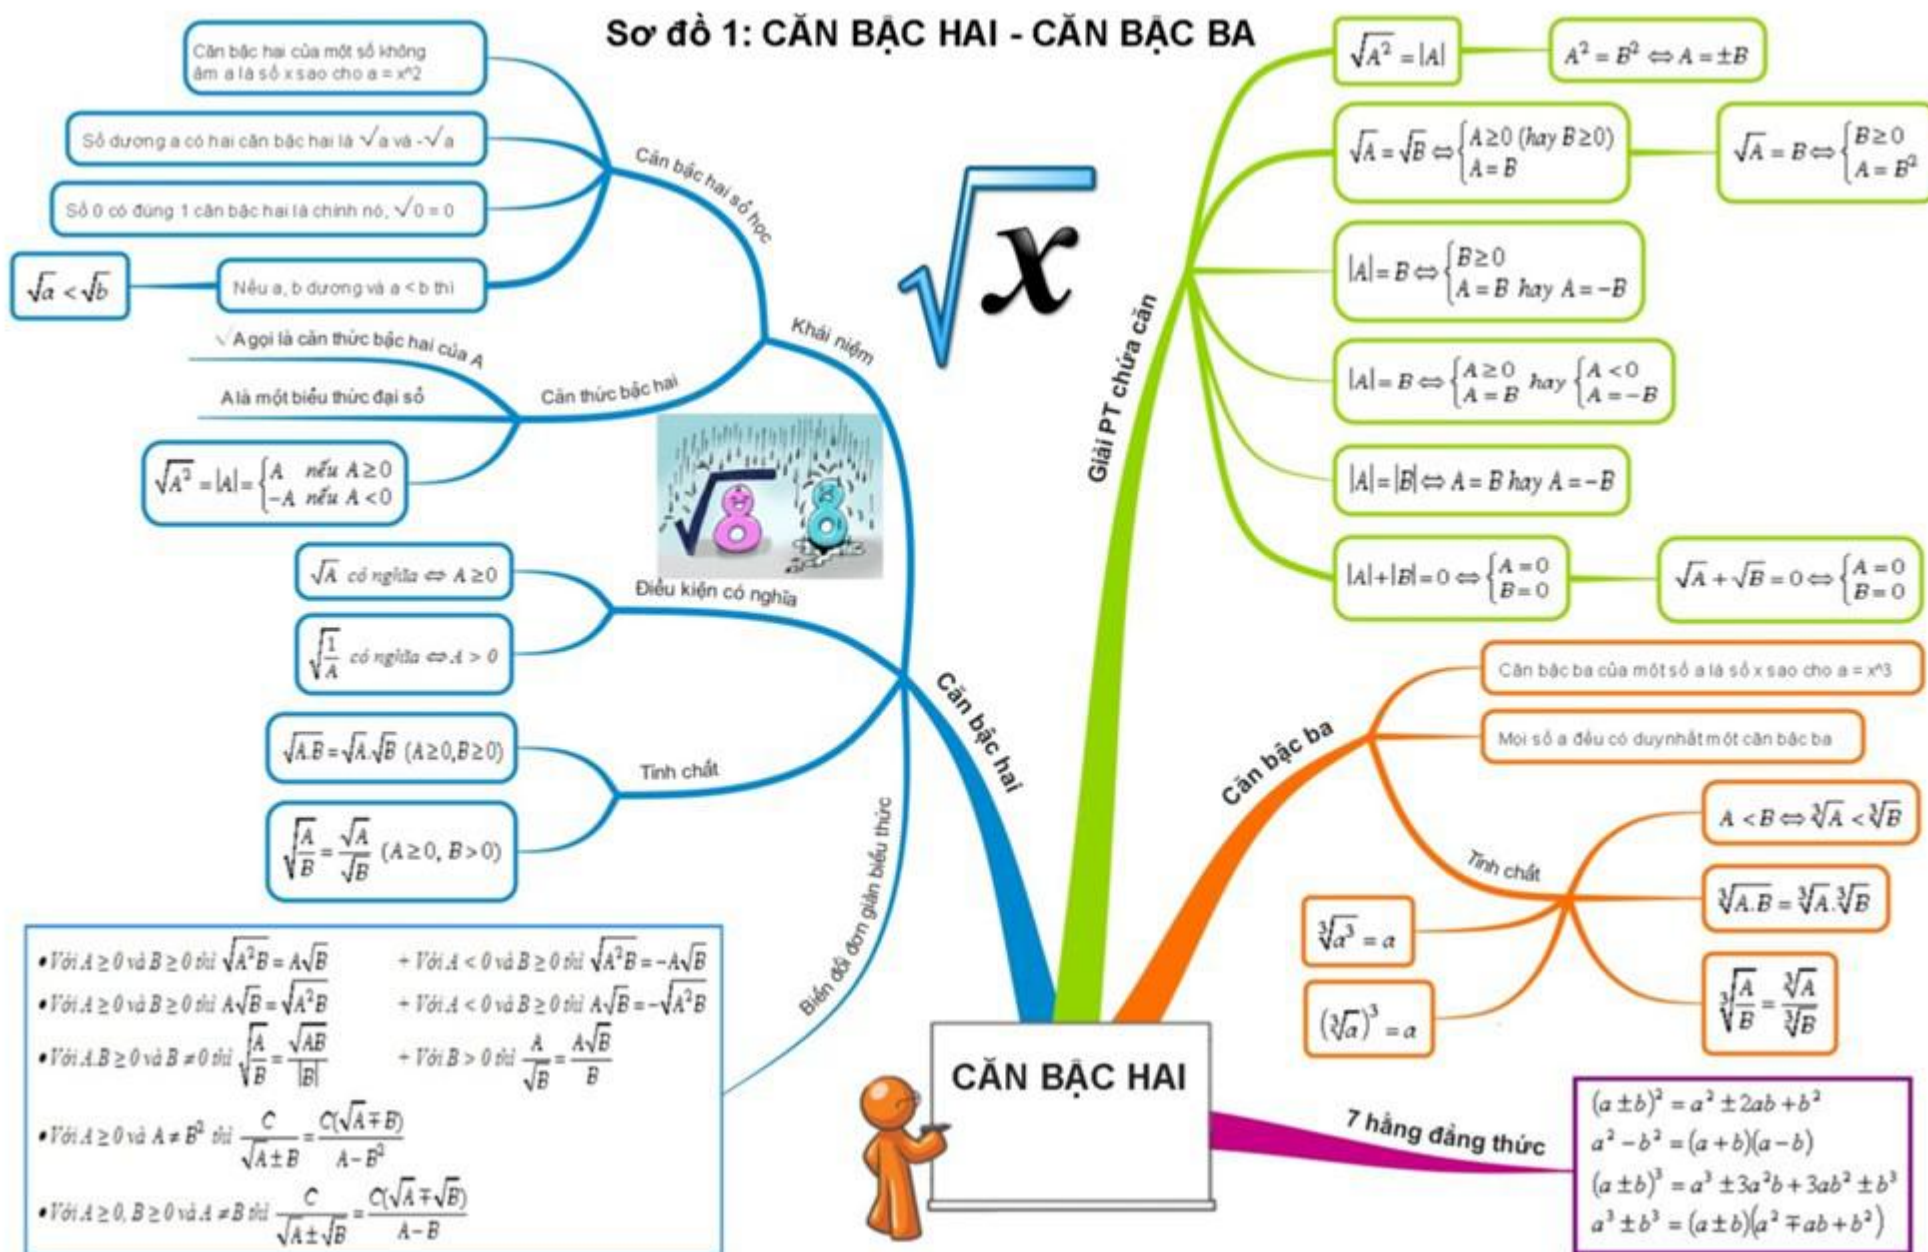 Sơ đồ 1: CĂN BẬC HAI - CĂN BẬC BA
Căn bậc hai của một số không
âm a là số x sao cho a = x^2
Số dương a có hai căn bậc hai là √a và -√a
Số 0 có đúng 1 căn bậc hai là chính nó, √0 = 0
√a < √b
Nếu a, b dương và a < b thì
Căn bậc hai số học
√A gọi là căn thức bậc hai của A
A là một biểu thức đại số
√A² = |A| = { A nếu A ≥ 0
−A nếu A < 0
Căn thức bậc hai
Khái niệm
√x
√8 8
√A có nghĩa ⇔ A ≥ 0
√(1/A) có nghĩa ⇔ A > 0
Điều kiện có nghĩa
√A.B = √A.√B (A ≥ 0, B ≥ 0)
√(A/B) = √A/√B (A ≥ 0, B > 0)
Tính chất
Căn bậc hai
Biến đổi đơn giản biểu thức
• Với A ≥ 0 và B ≥ 0 thì √(A²B) = A√B + Với A < 0 và B ≥ 0 thì √(A²B) = −A√B
• Với A ≥ 0 và B ≥ 0 thì A√B = √(A²B) + Với A < 0 và B ≥ 0 thì A√B = −√(A²B)
• Với A.B ≥ 0 và B ≠ 0 thì √(A/B) = √(AB)/|B| + Với B > 0 thì A/√B = A√B/B
• Với A ≥ 0 và A ≠ B² thì C/(√A ± B) = C(√A ∓ B)/(A − B²)
• Với A ≥ 0, B ≥ 0 và A ≠ B thì C/(√A ± √B) = C(√A ∓ √B)/(A − B)
Giải PT chứa căn
√A² = |A|
A² = B² ⇔ A = ±B
√A = √B ⇔ { A ≥ 0 (hay B ≥ 0)
A = B
√A = B ⇔ { B ≥ 0
A = B²
|A| = B ⇔ { B ≥ 0
A = B hay A = −B
|A| = B ⇔ { A ≥ 0 hay { A < 0
A = B A = −B
|A| = |B| ⇔ A = B hay A = −B
|A| + |B| = 0 ⇔ { A = 0
B = 0
√A + √B = 0 ⇔ { A = 0
B = 0
Căn bậc ba
Căn bậc ba của một số a là số x sao cho a = x^3
Mọi số a đều có duy nhất một căn bậc ba
Tính chất
A < B ⇔ ∛A < ∛B
∛A.B = ∛A.∛B
∛(A/B) = ∛A/∛B
∛a³ = a
(∛a)³ = a
CĂN BẬC HAI
7 hằng đẳng thức
(a ± b)² = a² ± 2ab + b²
a² − b² = (a + b)(a − b)
(a ± b)³ = a³ ± 3a²b + 3ab² ± b³
a³ ± b³ = (a ± b)(a² ∓ ab + b²)